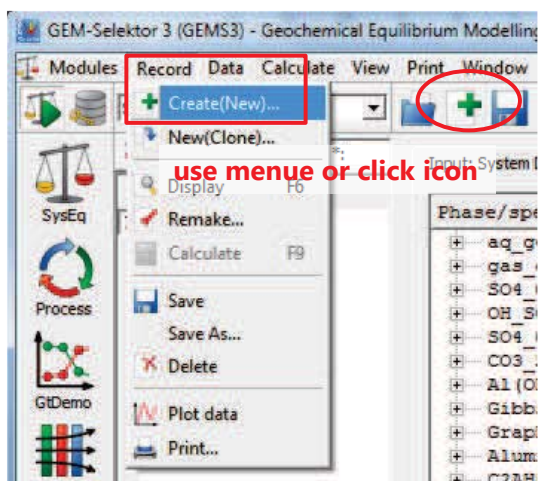 GEM-Selektor 3 (GEMS3) - Geochemical Equilibrium Modelling
Modules Record Data Calculate View Print Window
Create(New)...
New(Clone)...
use menue or click icon
Input: System
Display F6
SysEq
Remake...
Phase/spe
Calculate F9
aq_g
gas_
Process
Save
SO4_
OH_S
Save As...
SO4_
Delete
CO3_
GtDemo
Al(O
Plot data
Gibb
Print...
Grap
Alum
C2AH